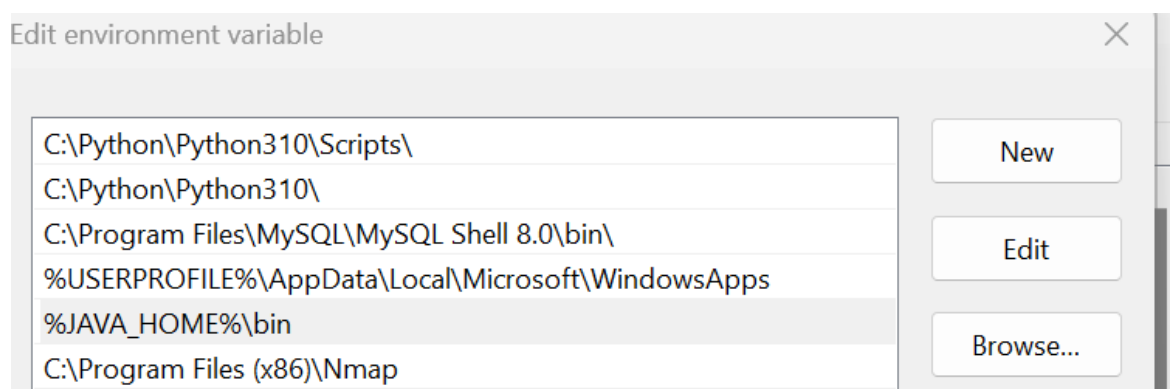 Edit environment variable
C:\Python\Python310\Scripts\
New
C:\Python\Python310\
C:\Program Files\MySQL\MySQL Shell 8.0\bin\
Edit
%USERPROFILE%\AppData\Local\Microsoft\WindowsApps
%JAVA_HOME%\bin
Browse...
C:\Program Files (x86)\Nmap